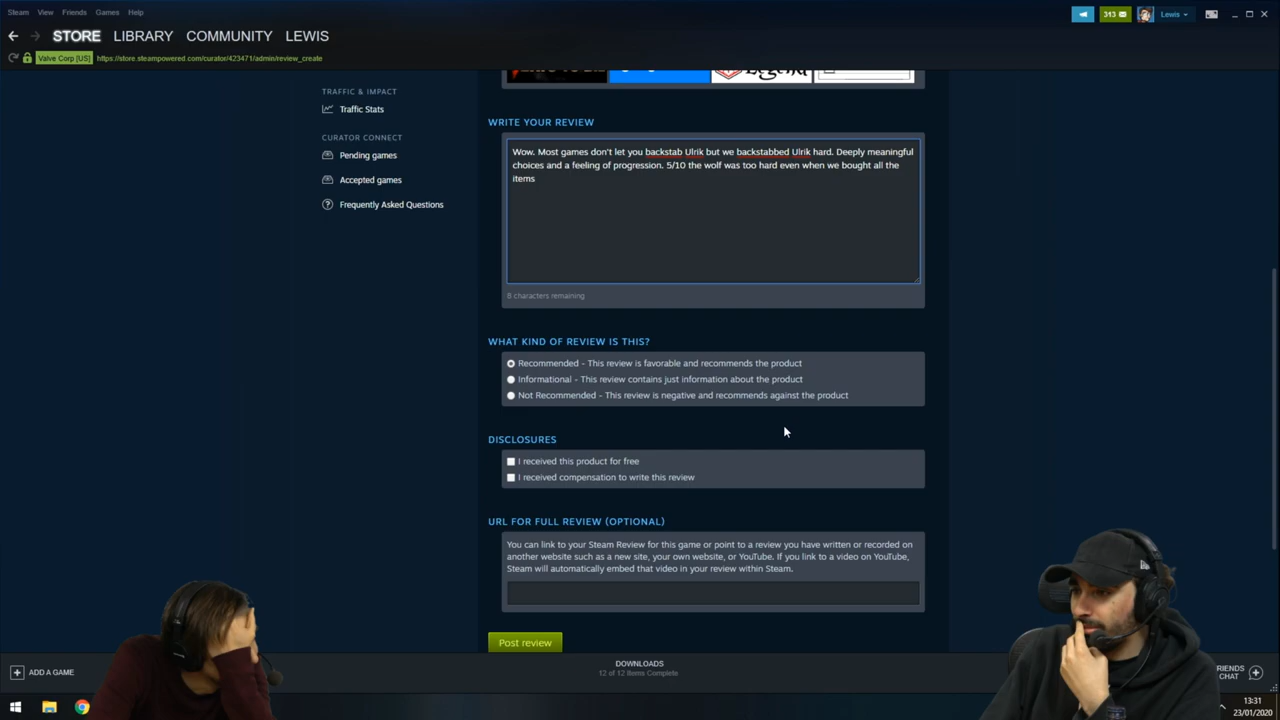 Steam View Friends Games Help
313 Lewis
STORE LIBRARY COMMUNITY LEWIS
Valve Corp [US] https://store.steampowered.com/curator/423471/admin/review_create
Legend
TRAFFIC & IMPACT
Traffic Stats
CURATOR CONNECT
Pending games
Accepted games
Frequently Asked Questions
WRITE YOUR REVIEW
Wow. Most games don't let you backstab Ulrik but we backstabbed Ulrik hard. Deeply meaningful
choices and a feeling of progression. 5/10 the wolf was too hard even when we bought all the
items
8 characters remaining
WHAT KIND OF REVIEW IS THIS?
Recommended - This review is favorable and recommends the product
Informational - This review contains just information about the product
Not Recommended - This review is negative and recommends against the product
DISCLOSURES
I received this product for free
I received compensation to write this review
URL FOR FULL REVIEW (OPTIONAL)
You can link to your Steam Review for this game or point to a review you have written or recorded on
another website such as a new site, your own website, or YouTube. If you link to a video on YouTube,
Steam will automatically embed that video in your review within Steam.
Post review
ADD A GAME
DOWNLOADS
12 of 12 Items Complete
FRIENDS
CHAT
13:31
23/01/2020